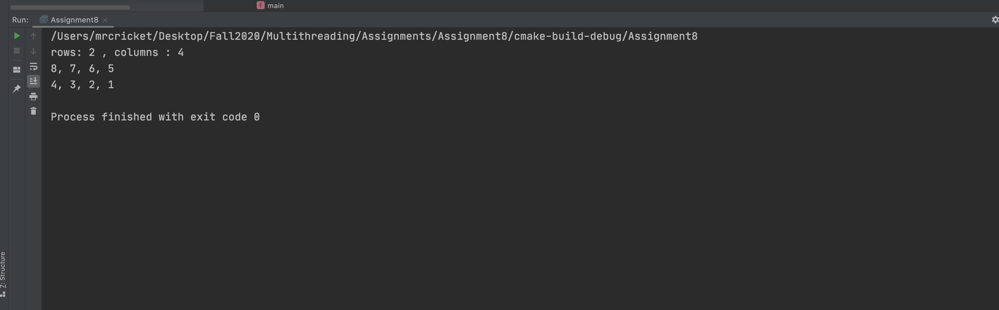 main
Run: Assignment8
/Users/mrcricket/Desktop/Fall2020/Multithreading/Assignments/Assignment8/cmake-build-debug/Assignment8
rows: 2 , columns : 4
8, 7, 6, 5
4, 3, 2, 1
Process finished with exit code 0
7: Structure